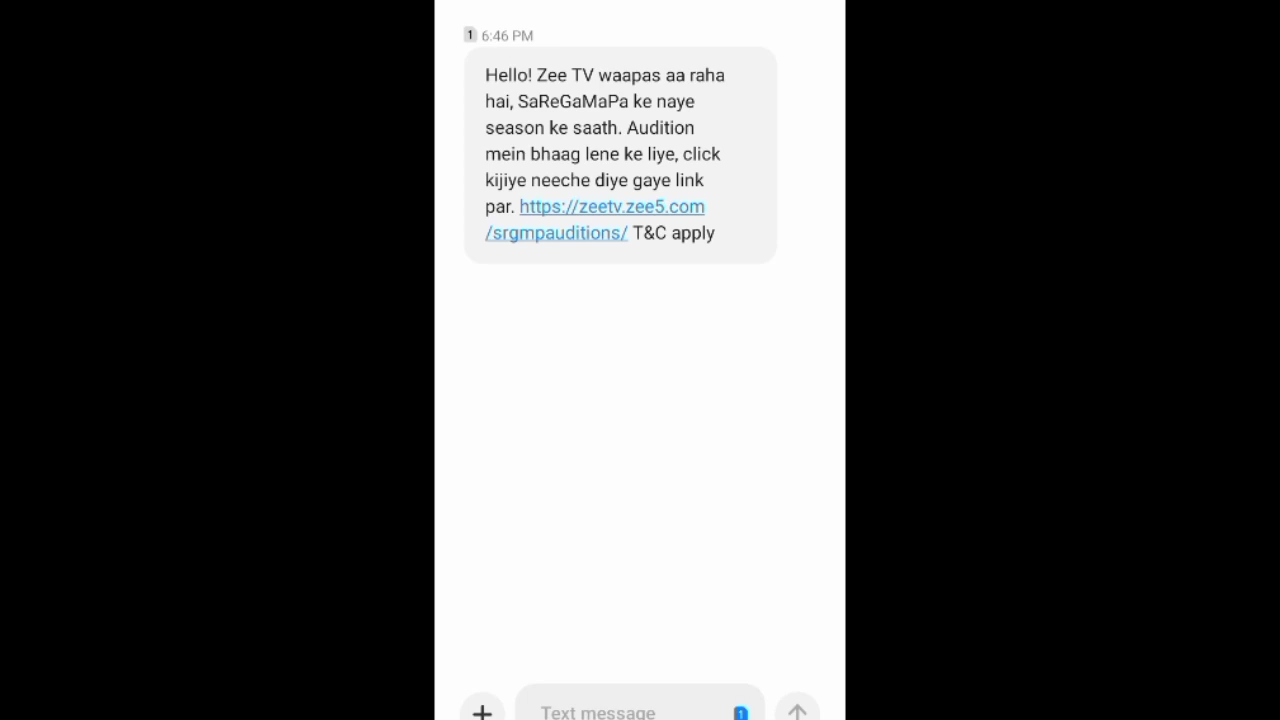 1 6:46 PM
Hello! Zee TV waapas aa raha
hai, SaReGaMaPa ke naye
season ke saath. Audition
mein bhaag lene ke liye, click
kijiye neeche diye gaye link
par. https://zeetv.zee5.com
/srgmpauditions/ T&C apply
Text message 1